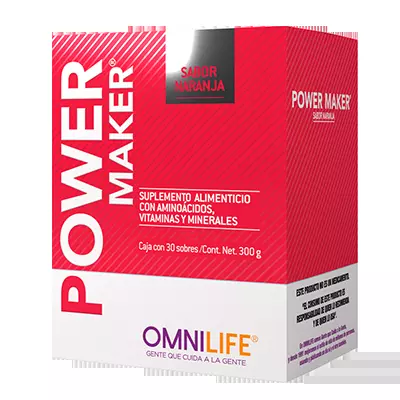 POWER
MAKER®
SABOR
NARANJA
SUPLEMENTO ALIMENTICIO
CON AMINOÁCIDOS,
VITAMINAS Y MINERALES
Caja con 30 sobres/Cont. Net. 300 g
OMNILIFE®
GENTE QUE CUIDA A LA GENTE
POWER MAKER®
SABOR NARANJA
ESTE PRODUCTO NO ES UN MEDICAMENTO.
"EL CONSUMO DE ESTE PRODUCTO ES
RESPONSABILIDAD DE QUIEN LO RECOMIENDA
Y DE QUIEN LO USA".